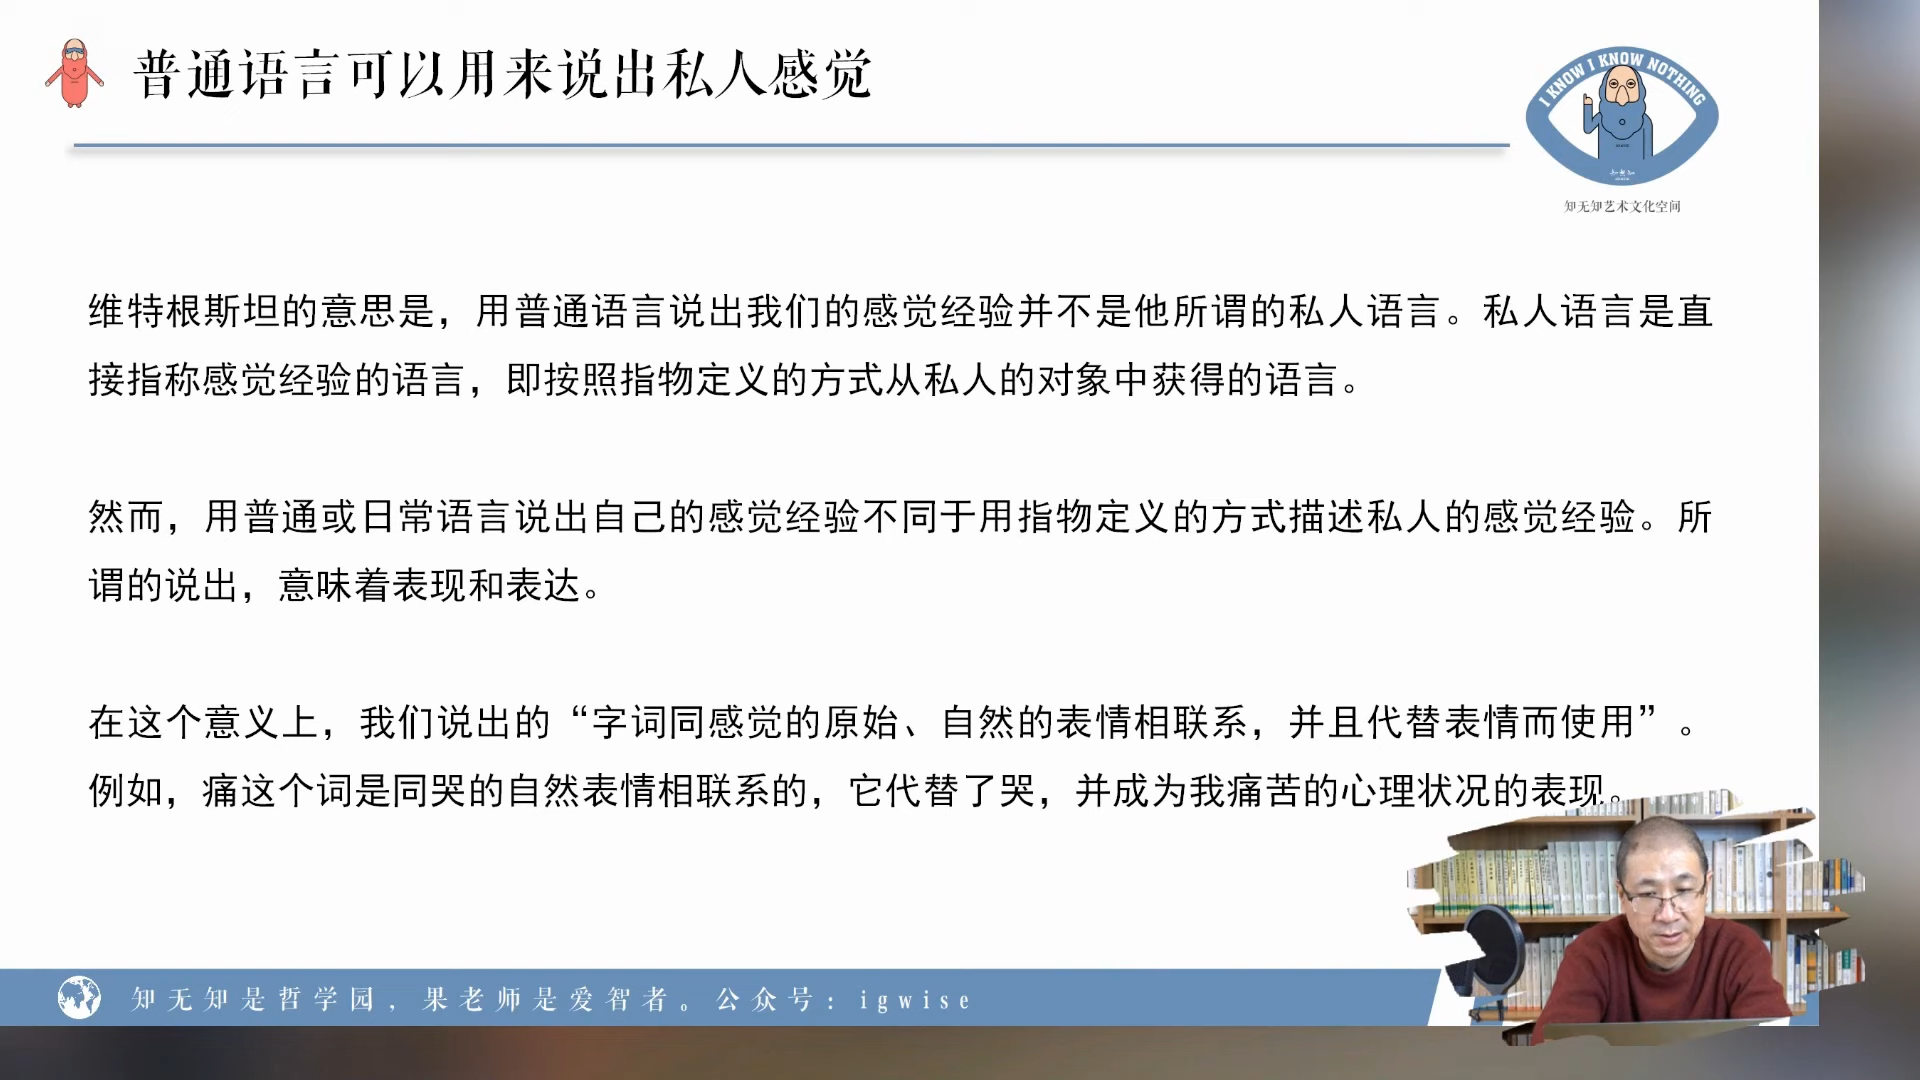 普通语言可以用来说出私人感觉
I KNOW I KNOW NOTHING
知无知
知无知艺术文化空间
维特根斯坦的意思是，用普通语言说出我们的感觉经验并不是他所谓的私人语言。私人语言是直
接指称感觉经验的语言，即按照指物定义的方式从私人的对象中获得的语言。
然而，用普通或日常语言说出自己的感觉经验不同于用指物定义的方式描述私人的感觉经验。所
谓的说出，意味着表现和表达。
在这个意义上，我们说出的“字词同感觉的原始、自然的表情相联系，并且代替表情而使用”。
例如，痛这个词是同哭的自然表情相联系的，它代替了哭，并成为我痛苦的心理状况的表现。
知无知是哲学园，果老师是爱智者。公众号：igwise